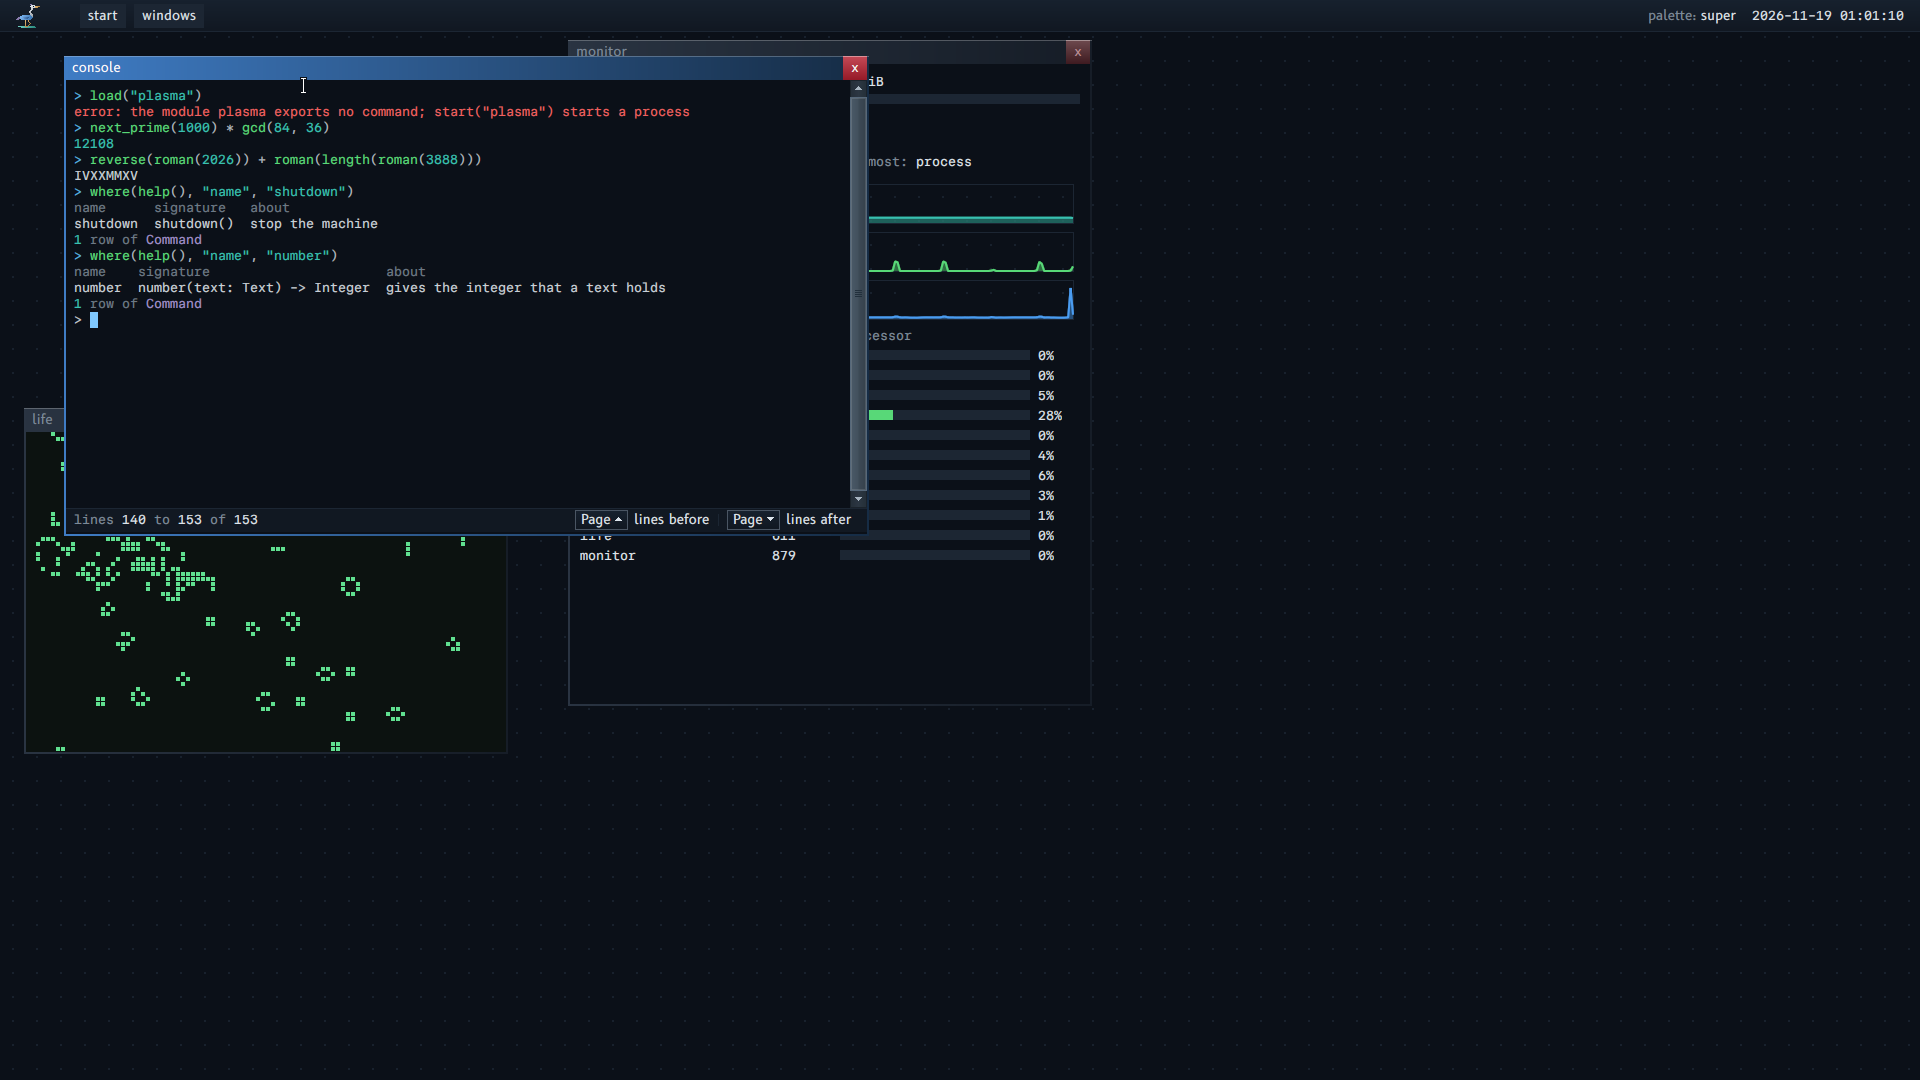 start windows palette: super 2026-11-19 01:01:10
monitor x
console x
iB
> load("plasma")
error: the module plasma exports no command; start("plasma") starts a process
> next_prime(1000) * gcd(84, 36)
12108
> reverse(roman(2026)) + roman(length(roman(3888)))
IVXXMMXV
> where(help(), "name", "shutdown")
name signature about
shutdown shutdown() stop the machine
1 row of Command
> where(help(), "name", "number")
name signature about
number number(text: Text) -> Integer gives the integer that a text holds
1 row of Command
>
lines 140 to 153 of 153 Page lines before Page lines after
most: process
cessor
0%
0%
5%
28%
0%
4%
6%
3%
1%
life 611 0%
monitor 879 0%
life